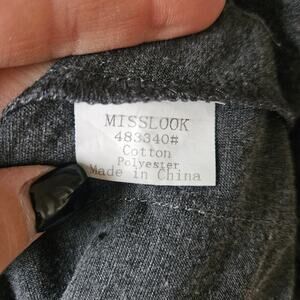 MISSLOOK
483340#
Cotton
Polyester
Made in China